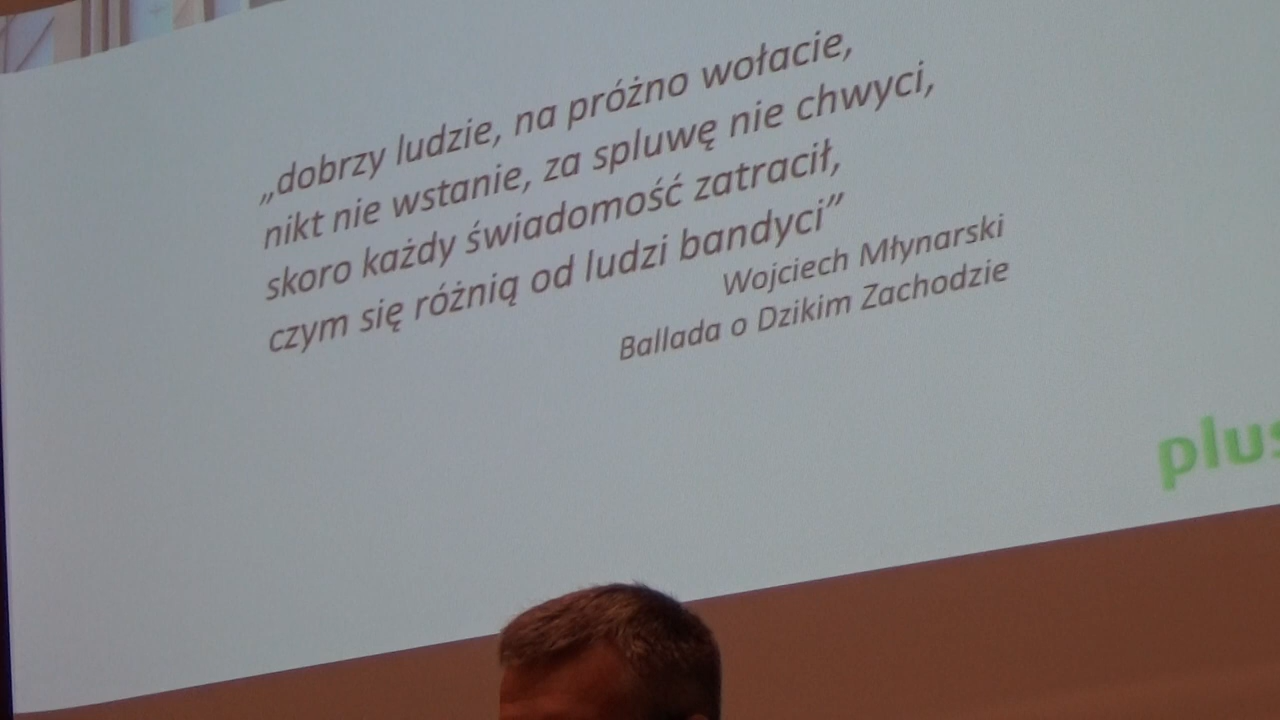 „dobrzy ludzie, na próżno wołacie,
nikt nie wstanie, za spluwę nie chwyci,
skoro każdy świadomość zatracił,
czym się różnią od ludzi bandyci”
Wojciech Młynarski
Ballada o Dzikim Zachodzie
plus